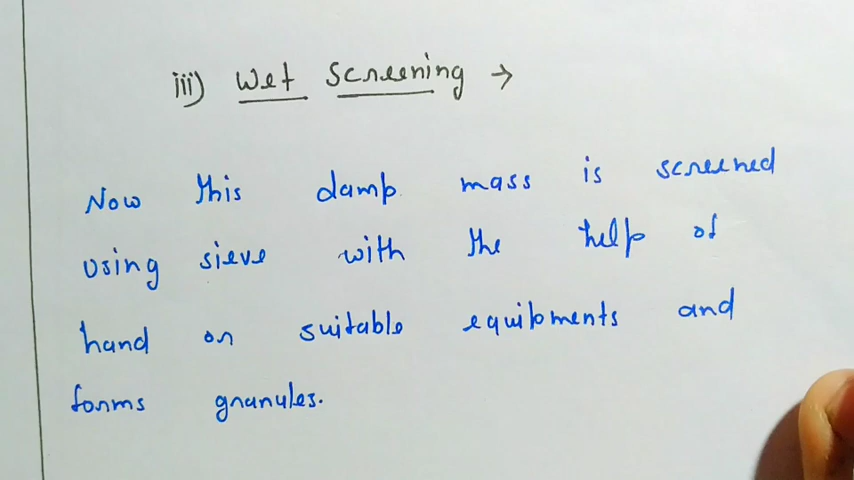 iii) Wet Screening →
Now this damp mass is screened
using sieve with the help of
hand or suitable equipments and
forms granules.